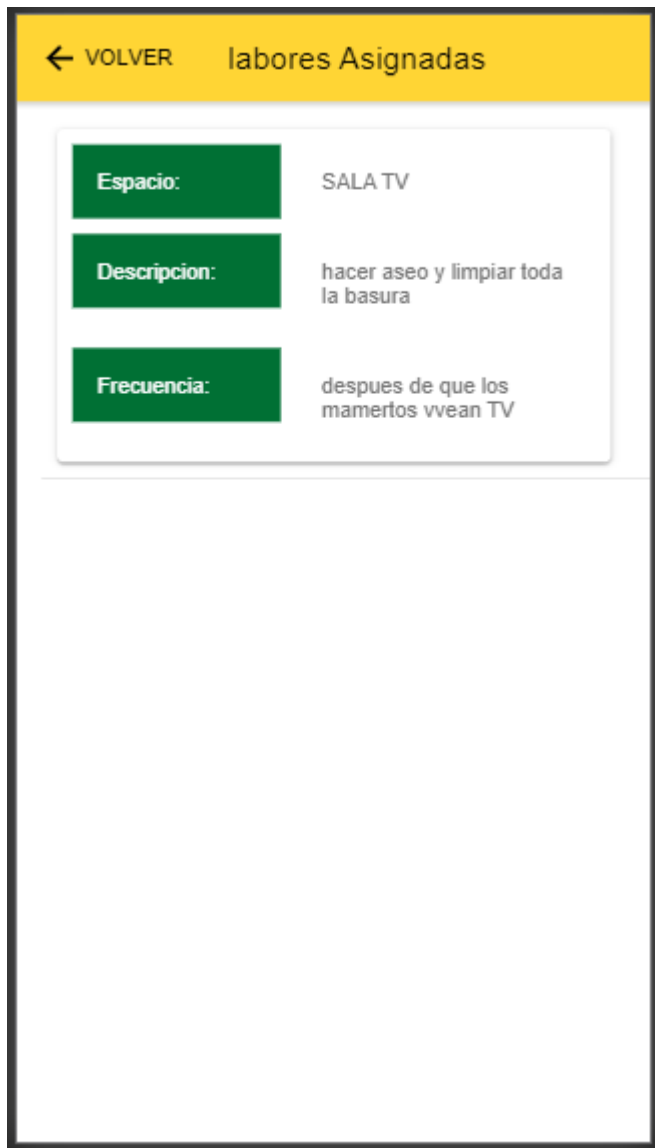 VOLVER labores Asignadas
Espacio: SALA TV
Descripcion: hacer aseo y limpiar toda
la basura
Frecuencia: despues de que los
mamertos vvean TV